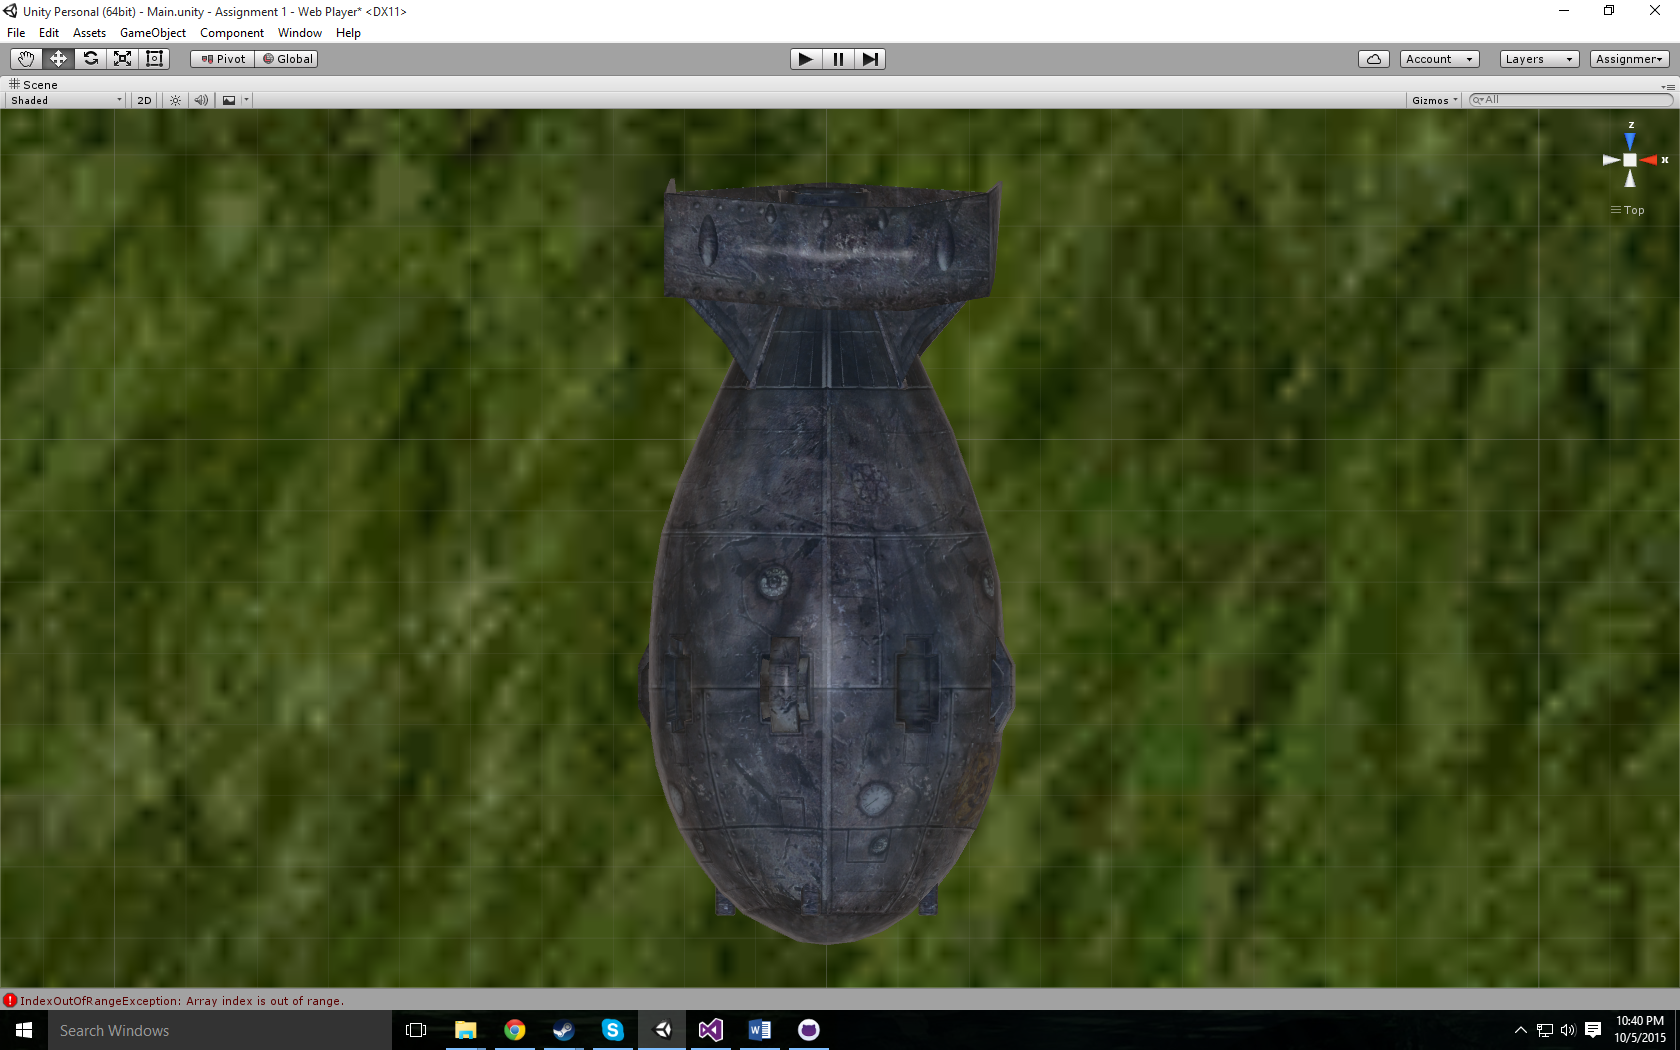 Unity Personal (64bit) - Main.unity - Assignment 1 - Web Player* <DX11>
File Edit Assets GameObject Component Window Help
Pivot Global Account Layers Assignmer
Scene
Shaded 2D Gizmos All
z
x
Top
IndexOutOfRangeException: Array index is out of range.
Search Windows
10:40 PM
10/5/2015